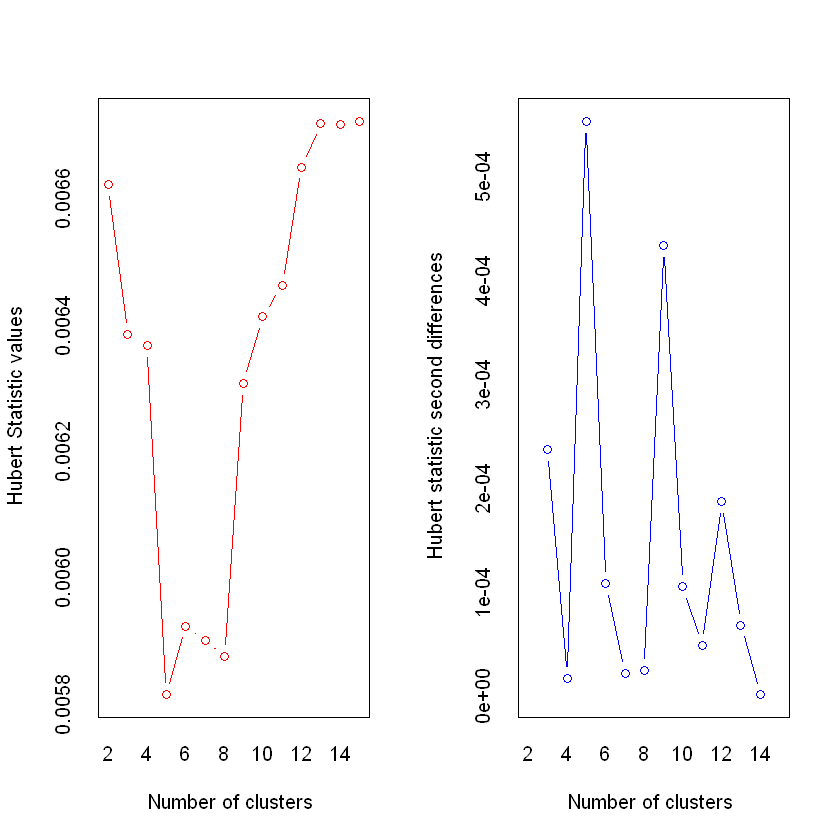 Hubert Statistic values
0.0058
0.0060
0.0062
0.0064
0.0066
2 4 6 8 10 12 14
Number of clusters
Hubert statistic second differences
0e+00
1e-04
2e-04
3e-04
4e-04
5e-04
2 4 6 8 10 12 14
Number of clusters